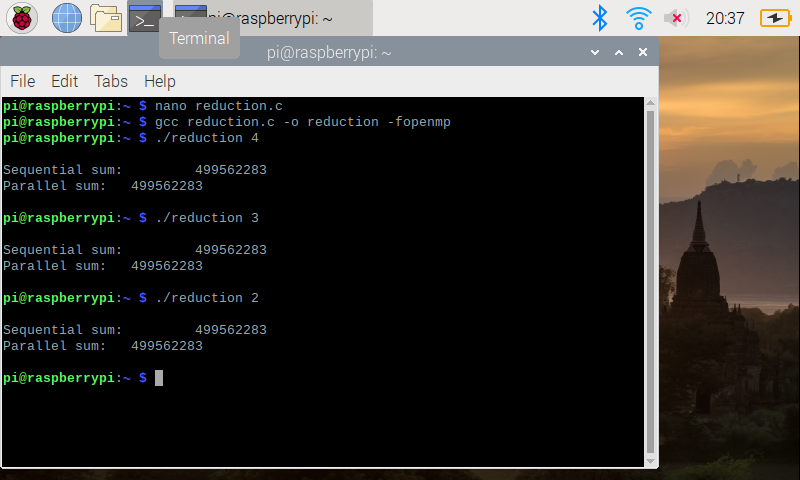 pi@raspberrypi: ~
20:37
Terminal
pi@raspberrypi: ~
File Edit Tabs Help
pi@raspberrypi:~ $ nano reduction.c
pi@raspberrypi:~ $ gcc reduction.c -o reduction -fopenmp
pi@raspberrypi:~ $ ./reduction 4
Sequential sum: 499562283
Parallel sum: 499562283
pi@raspberrypi:~ $ ./reduction 3
Sequential sum: 499562283
Parallel sum: 499562283
pi@raspberrypi:~ $ ./reduction 2
Sequential sum: 499562283
Parallel sum: 499562283
pi@raspberrypi:~ $